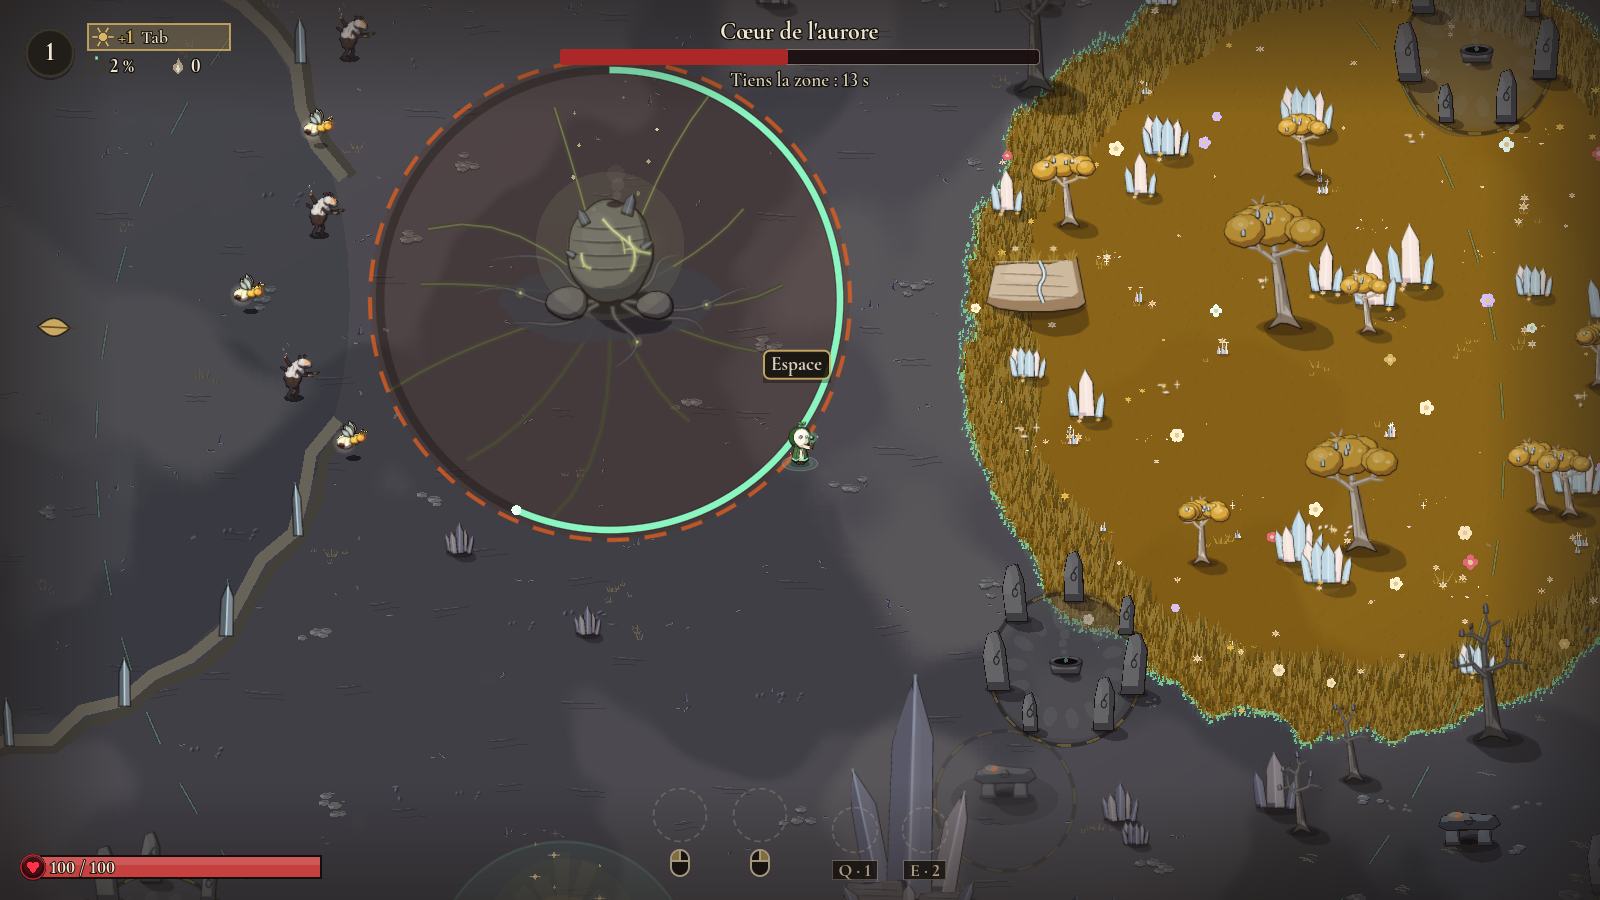 Cœur de l'aurore
1
+1 Tab
2 %
0
Tiens la zone : 13 s
Espace
100 / 100
Q · 1
E · 2